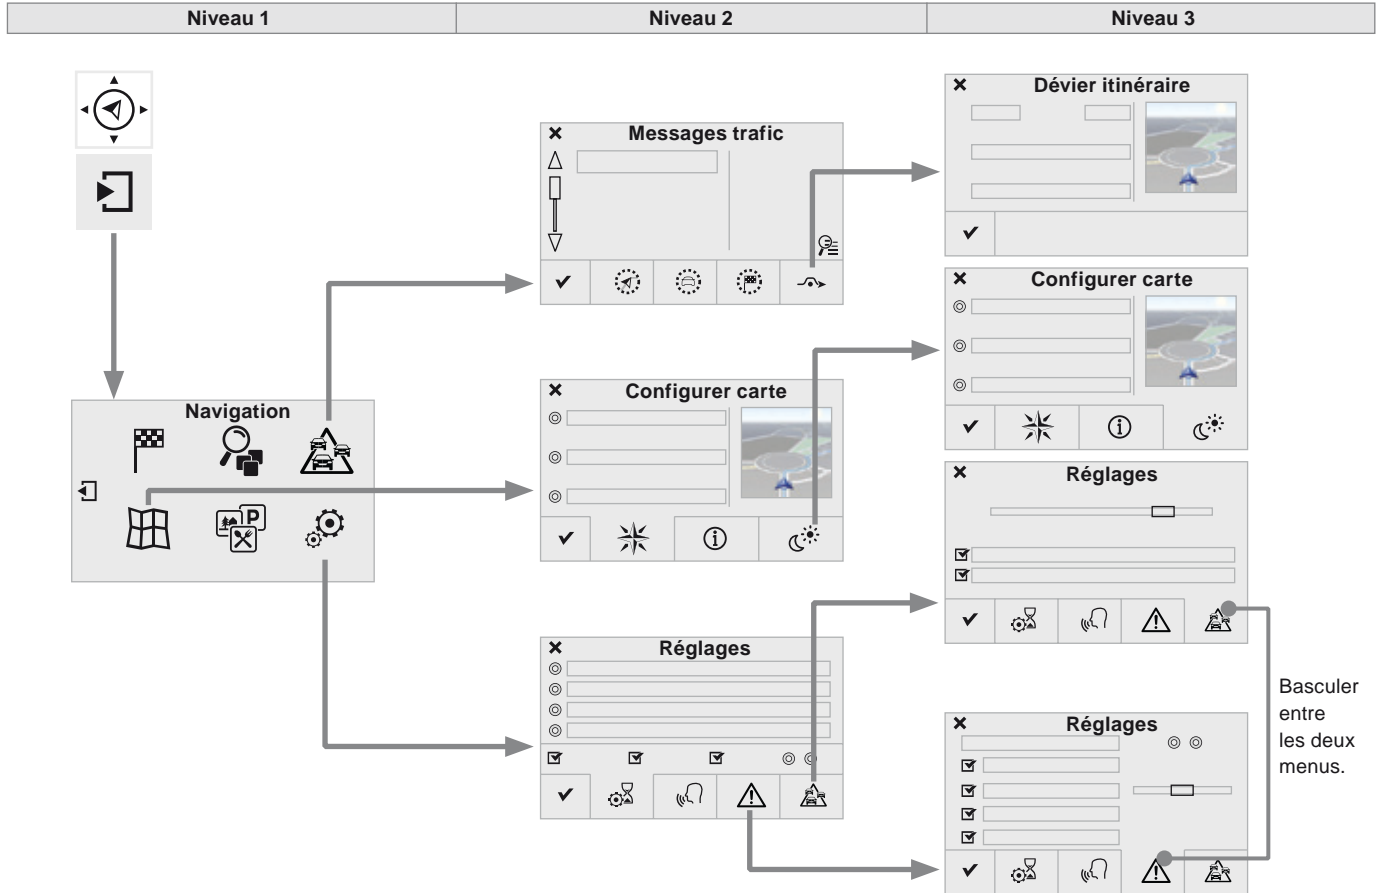 Niveau 1
Niveau 2
Niveau 3
Navigation
P
Messages trafic
Configurer carte
Réglages
Dévier itinéraire
Configurer carte
Réglages
Réglages
Basculer
entre
les deux
menus.